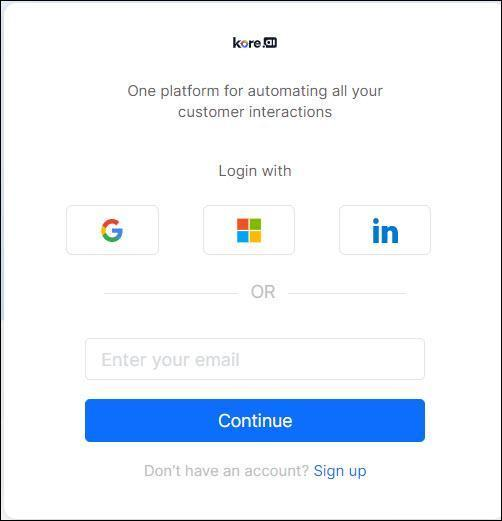 kore.ai
One platform for automating all your
customer interactions
Login with
OR
Enter your email
Continue
Don't have an account? Sign up